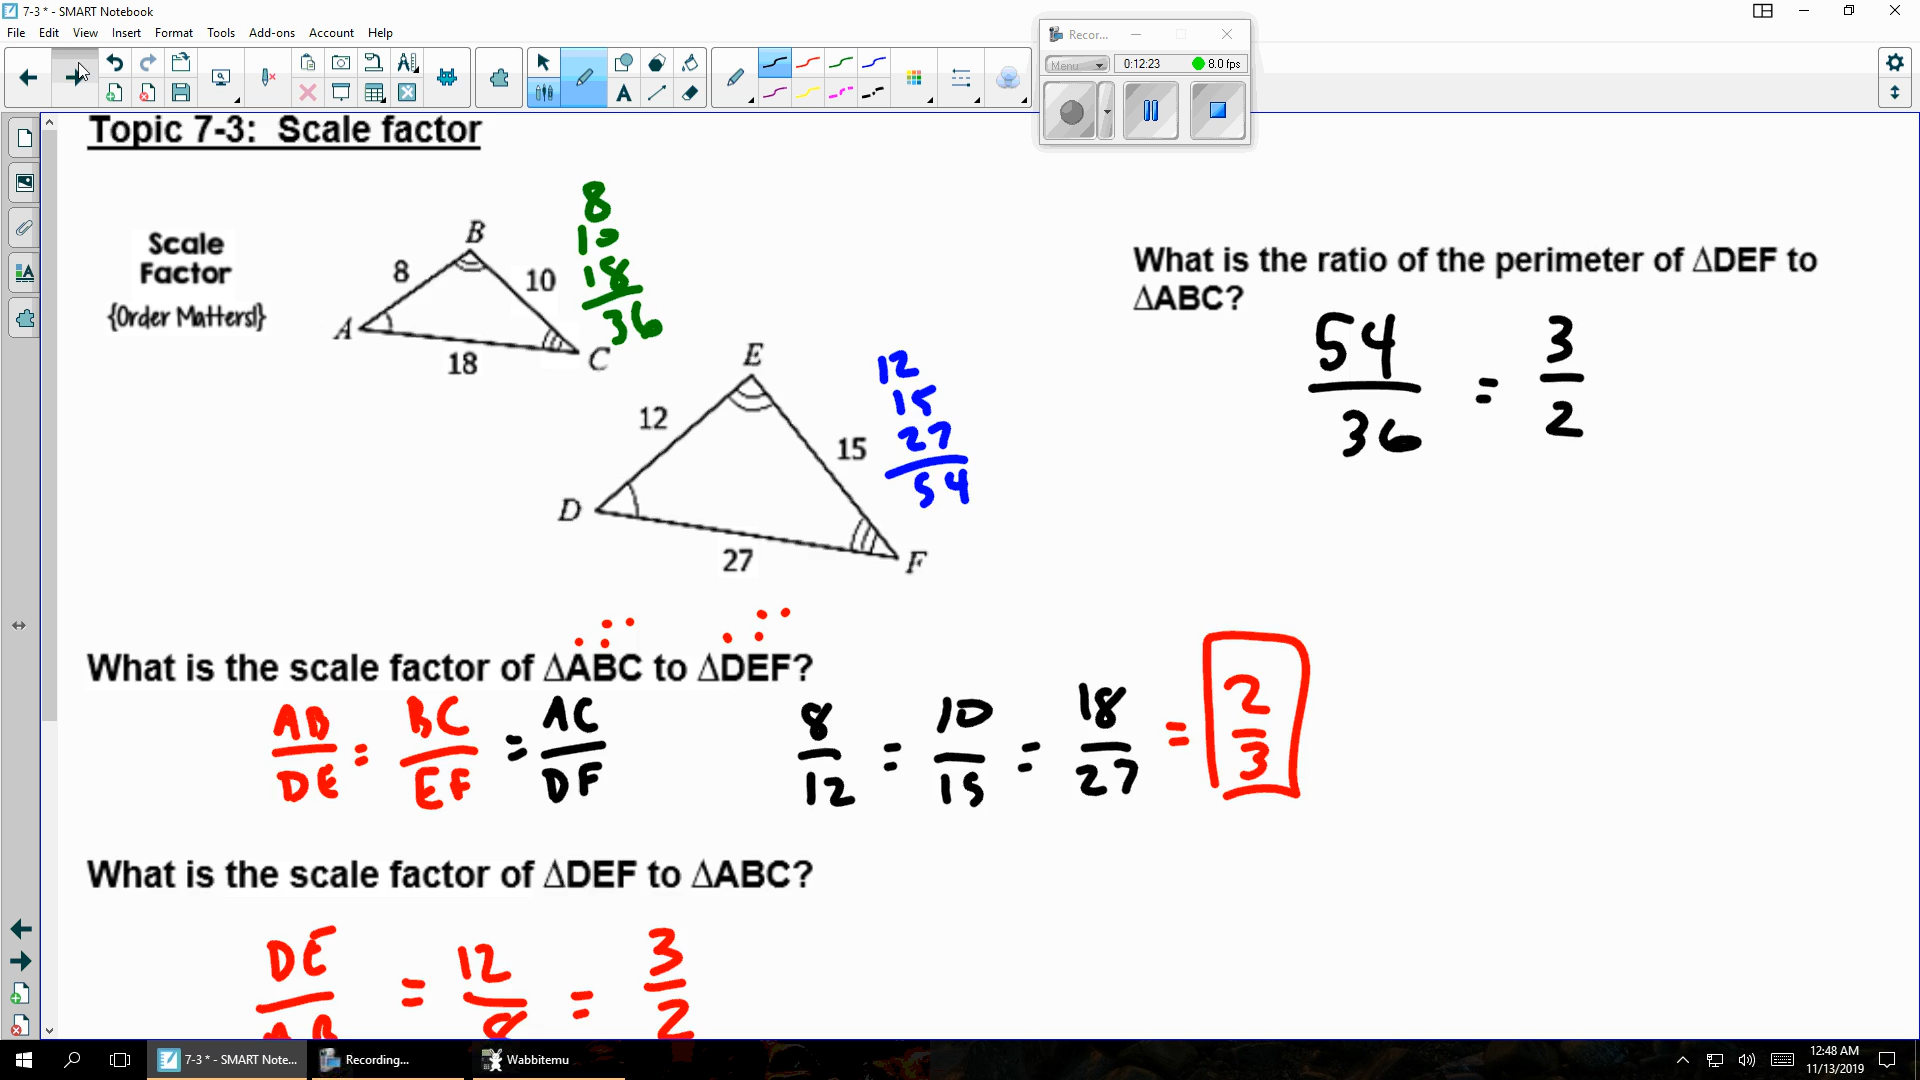 7-3 * - SMART Notebook
File Edit View Insert Format Tools Add-ons Account Help
Recor...
Menu 0:12:23 8.0 fps
Topic 7-3: Scale factor
Scale
Factor
{Order Matters!}
B
8
10
A
18
C
8
10
18
36
E
12
15
D
27
F
12
15
27
54
What is the ratio of the perimeter of ΔDEF to
ΔABC?
54/36 = 3/2
What is the scale factor of ΔABC to ΔDEF?
AB/DE = BC/EF = AC/DF
8/12 = 10/15 = 18/27 = 2/3
What is the scale factor of ΔDEF to ΔABC?
DE/AB = 12/8 = 3/2
7-3 * - SMART Note... Recording... Wabbitemu
12:48 AM
11/13/2019